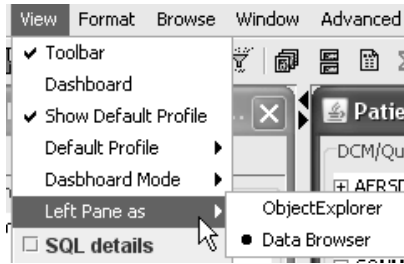 View Format Browse Window Advanced
Toolbar
Dashboard
Show Default Profile
Patie
Default Profile
DCM/Qu
Dasbhoard Mode
AERSD
Left Pane as
ObjectExplorer
SQL details
Data Browser